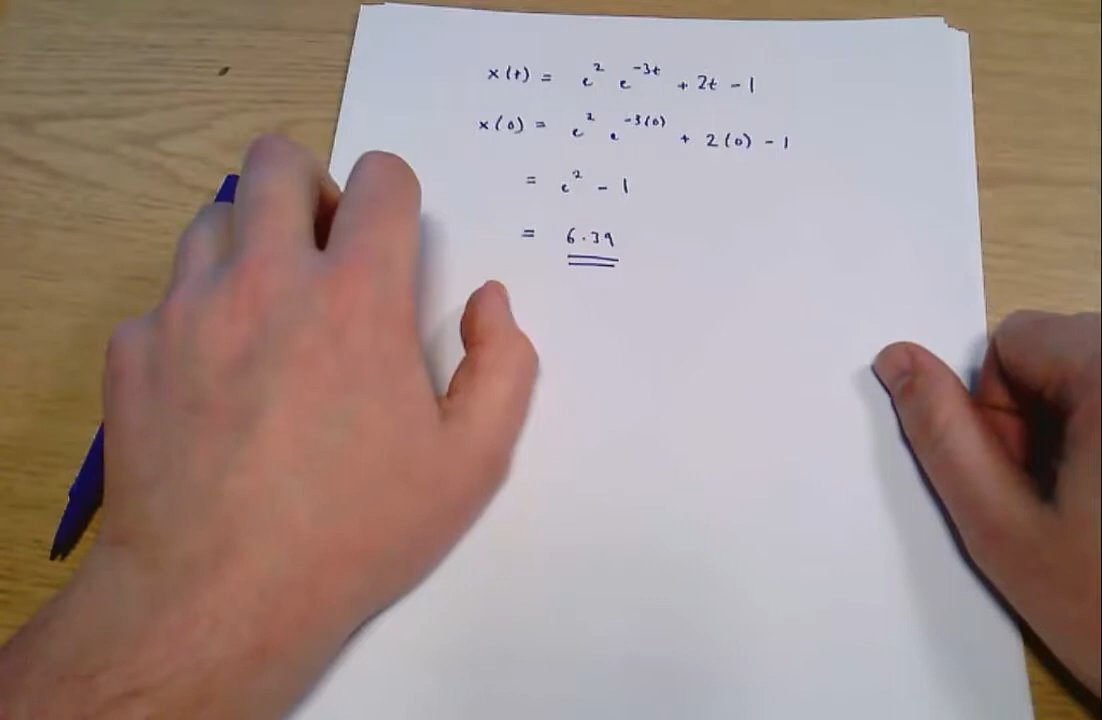 x(t) = e² e⁻³ᵗ + 2t - 1
x(0) = e² e⁻³⁽⁰⁾ + 2(0) - 1
= e² - 1
= 6.39